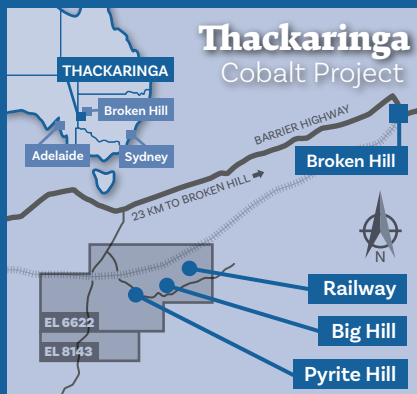 Thackaringa
Cobalt Project
THACKARINGA
Broken Hill
Adelaide
Sydney
BARRIER HIGHWAY
Broken Hill
23 KM TO BROKEN HILL
N
Railway
EL 6622
Big Hill
EL 8143
Pyrite Hill